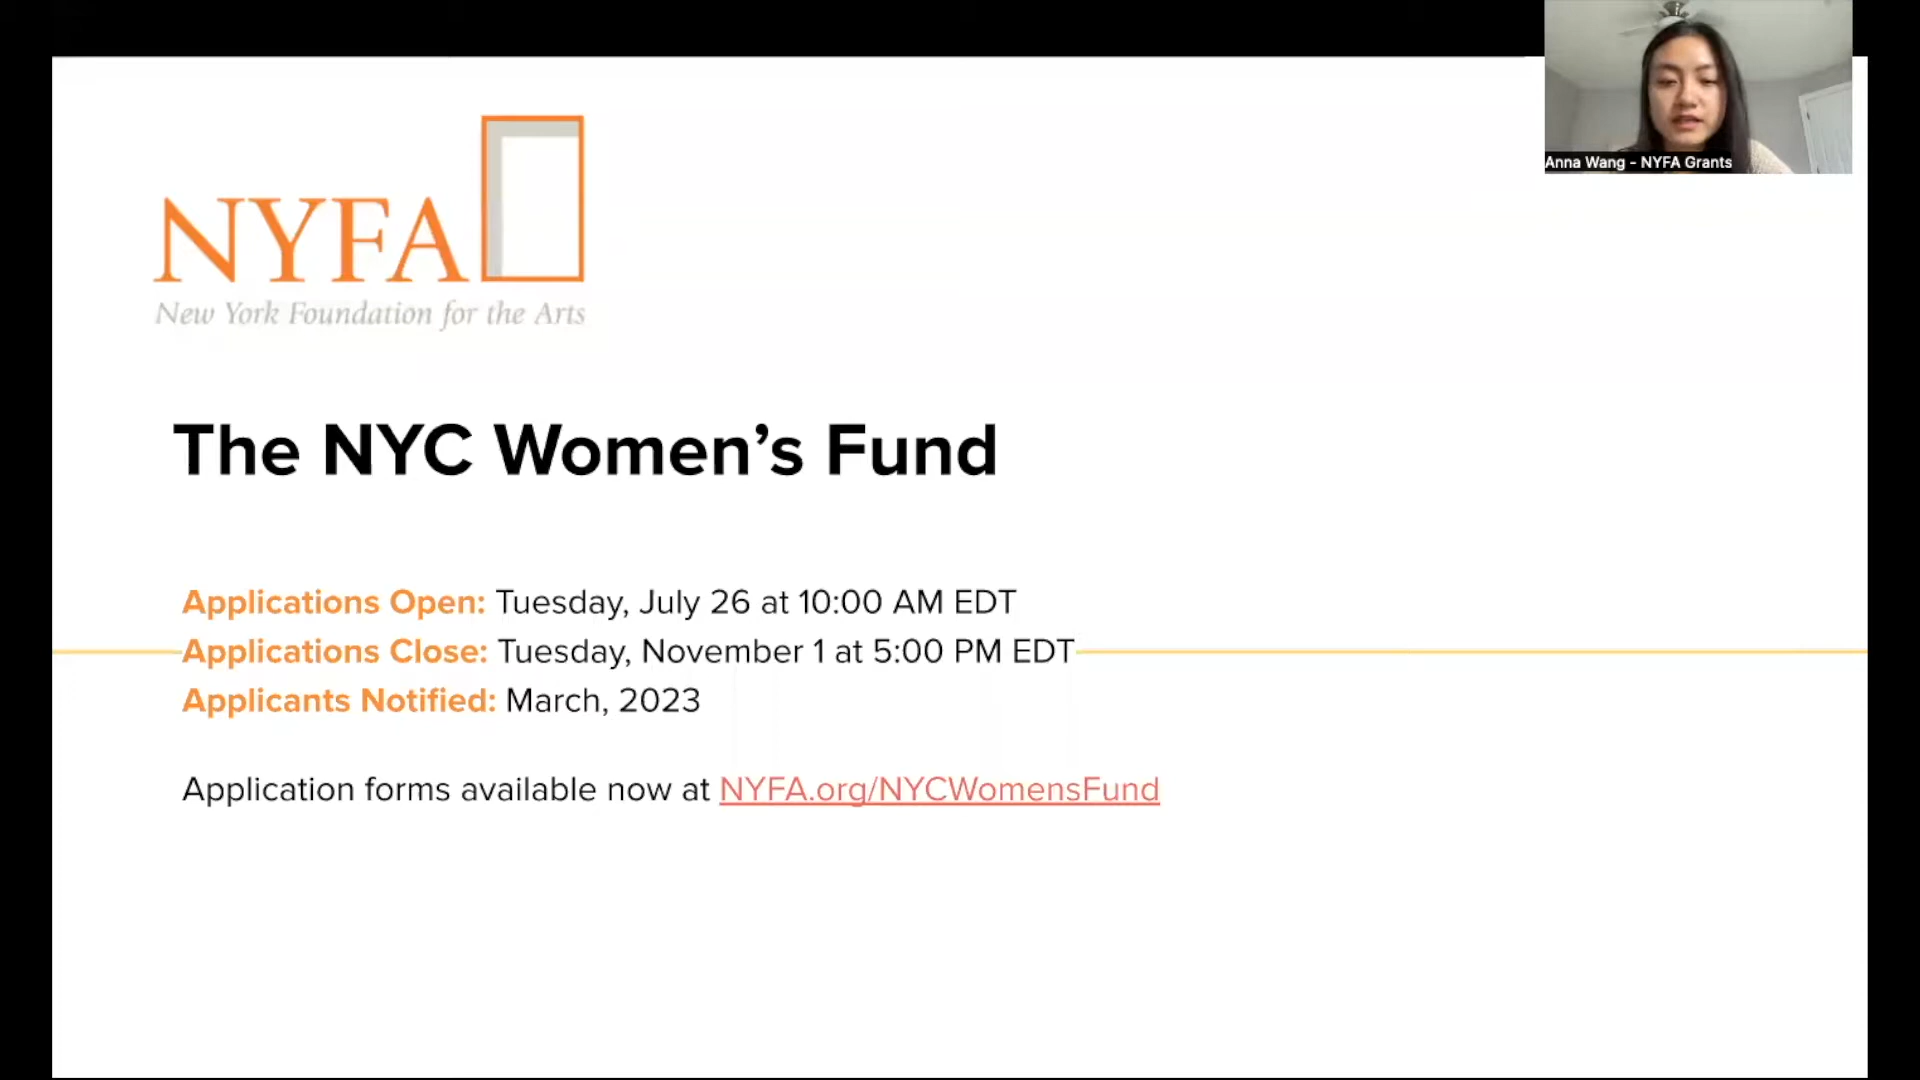 Anna Wang - NYFA Grants
NYFA
New York Foundation for the Arts
The NYC Women’s Fund
Applications Open: Tuesday, July 26 at 10:00 AM EDT
Applications Close: Tuesday, November 1 at 5:00 PM EDT
Applicants Notified: March, 2023
Application forms available now at NYFA.org/NYCWomensFund